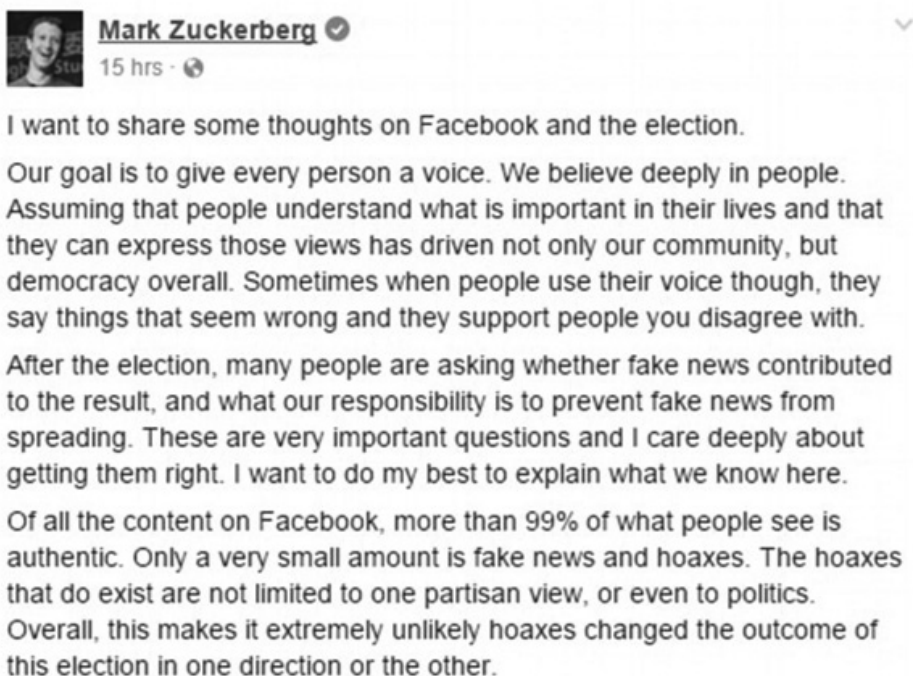 Mark Zuckerberg
15 hrs ·
I want to share some thoughts on Facebook and the election.
Our goal is to give every person a voice. We believe deeply in people.
Assuming that people understand what is important in their lives and that
they can express those views has driven not only our community, but
democracy overall. Sometimes when people use their voice though, they
say things that seem wrong and they support people you disagree with.
After the election, many people are asking whether fake news contributed
to the result, and what our responsibility is to prevent fake news from
spreading. These are very important questions and I care deeply about
getting them right. I want to do my best to explain what we know here.
Of all the content on Facebook, more than 99% of what people see is
authentic. Only a very small amount is fake news and hoaxes. The hoaxes
that do exist are not limited to one partisan view, or even to politics.
Overall, this makes it extremely unlikely hoaxes changed the outcome of
this election in one direction or the other.